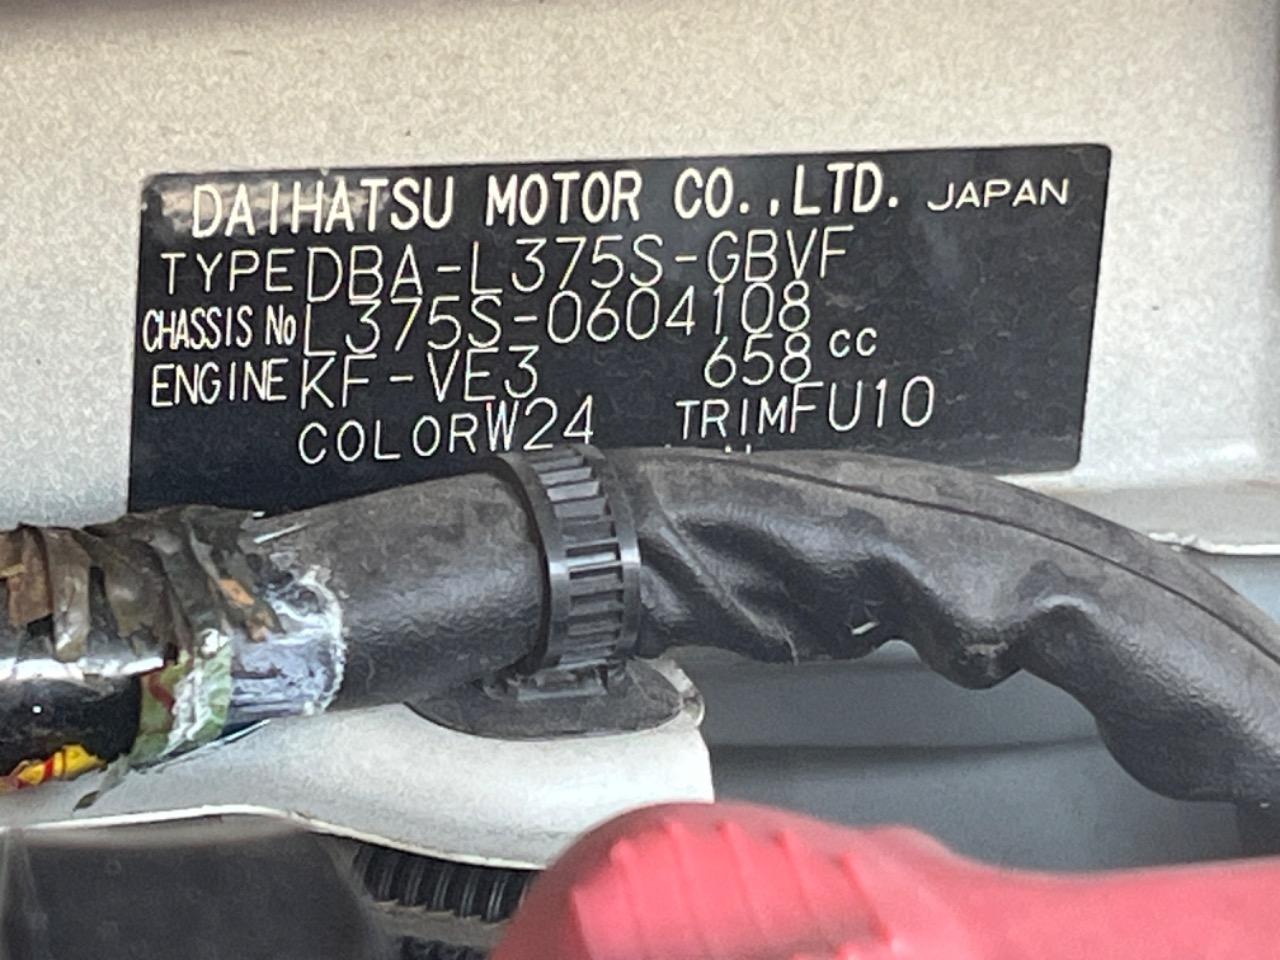 DAIHATSU MOTOR CO.,LTD. JAPAN
TYPE DBA-L375S-GBVF
CHASSIS No L375S-0604108
ENGINE KF-VE3 658 cc
COLOR W24 TRIM FU10